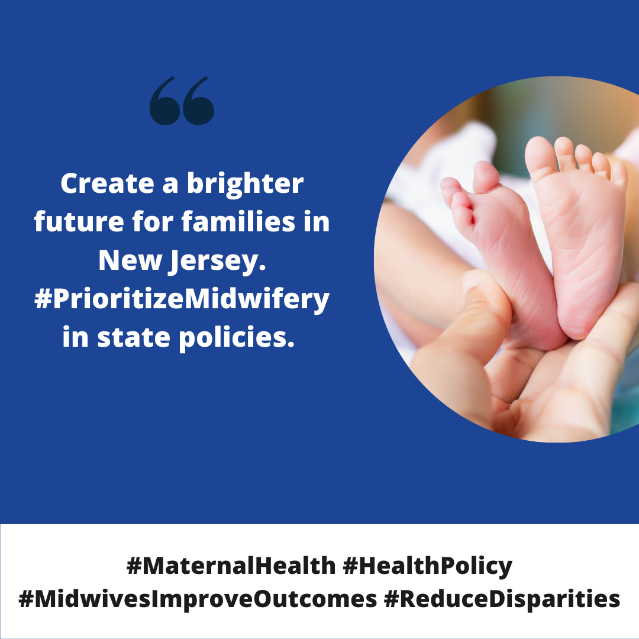 Create a brighter
future for families in
New Jersey.
#PrioritizeMidwifery
in state policies.
#MaternalHealth #HealthPolicy
#MidwivesImproveOutcomes #ReduceDisparities